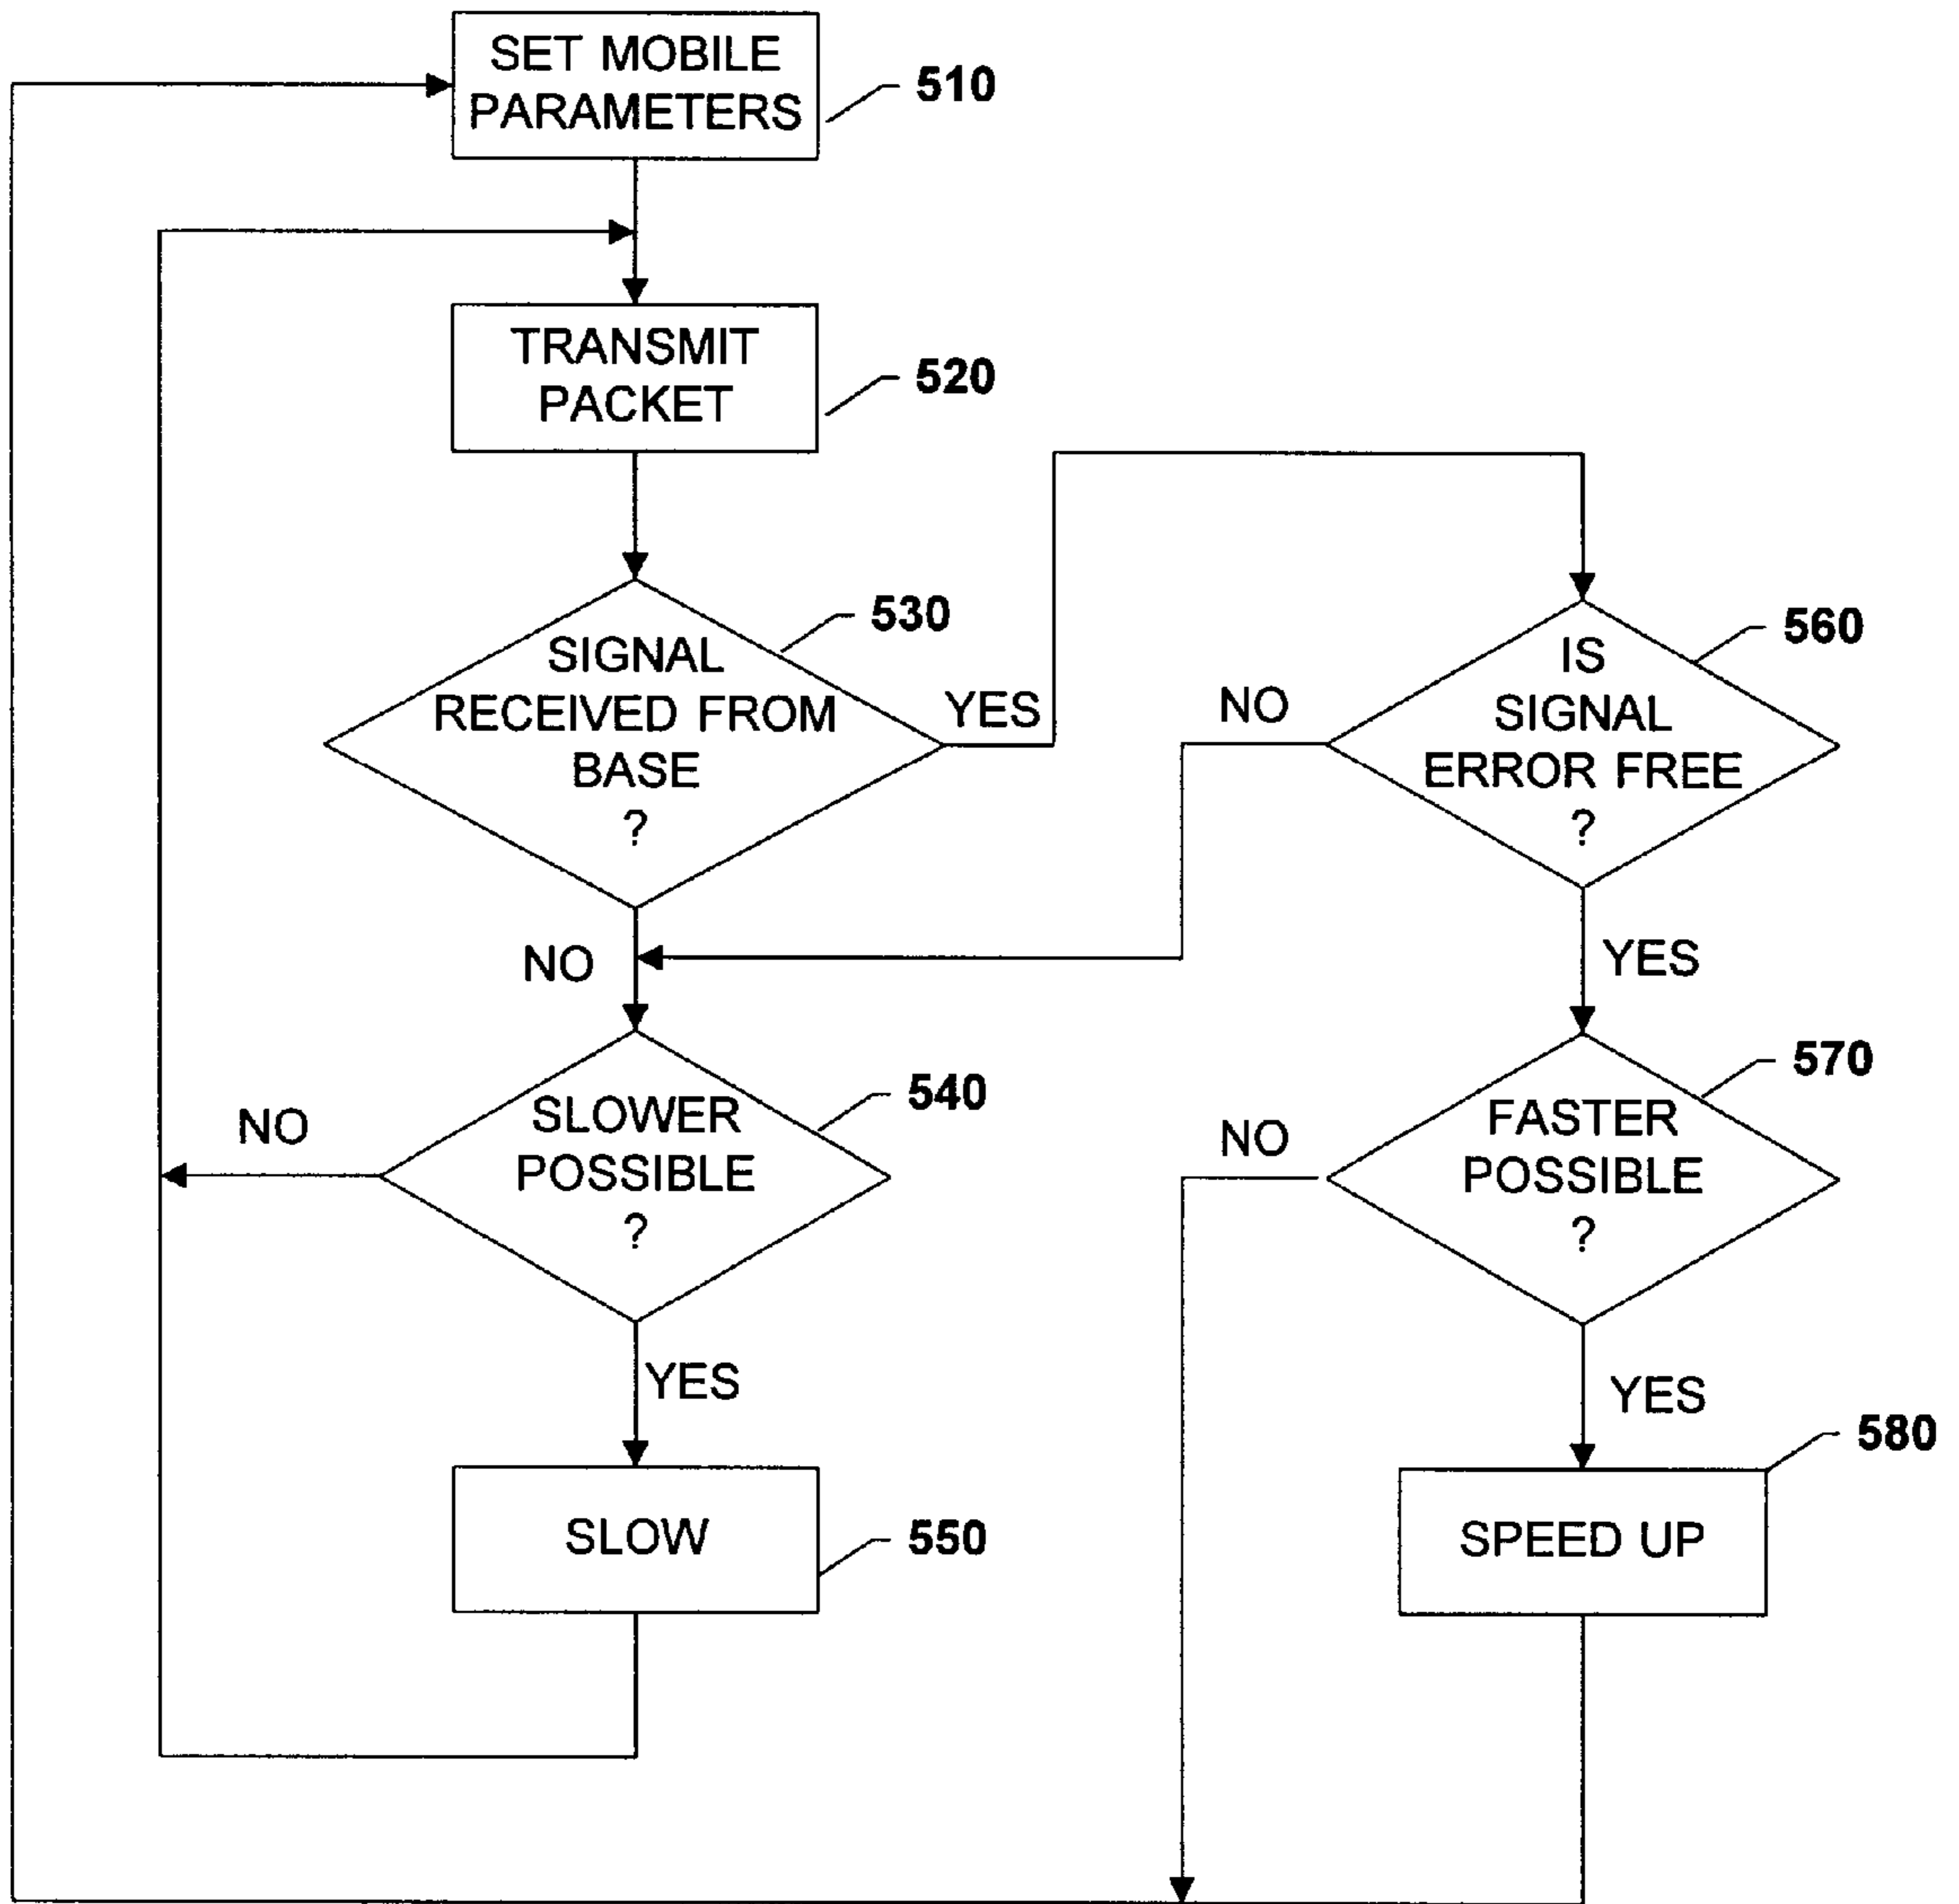 SET MOBILE
PARAMETERS
510
TRANSMIT
PACKET
520
SIGNAL
RECEIVED FROM
BASE
?
530
YES
NO
IS
SIGNAL
ERROR FREE
?
560
NO
YES
SLOWER
POSSIBLE
?
540
NO
YES
FASTER
POSSIBLE
?
570
NO
YES
SLOW
550
SPEED UP
580